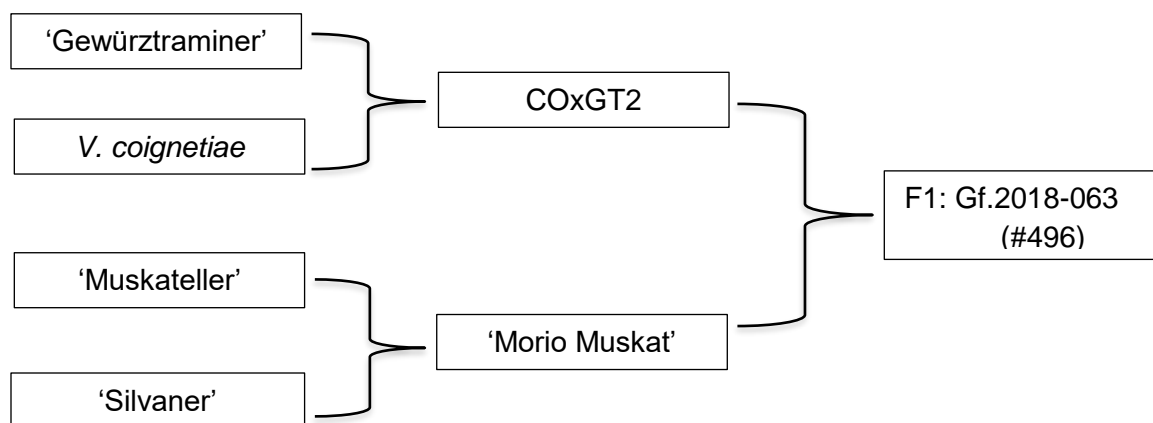 ‘Gewürztraminer’
V. coignetiae
COxGT2
‘Muskateller’
‘Silvaner’
‘Morio Muskat’
F1: Gf.2018-063
(#496)